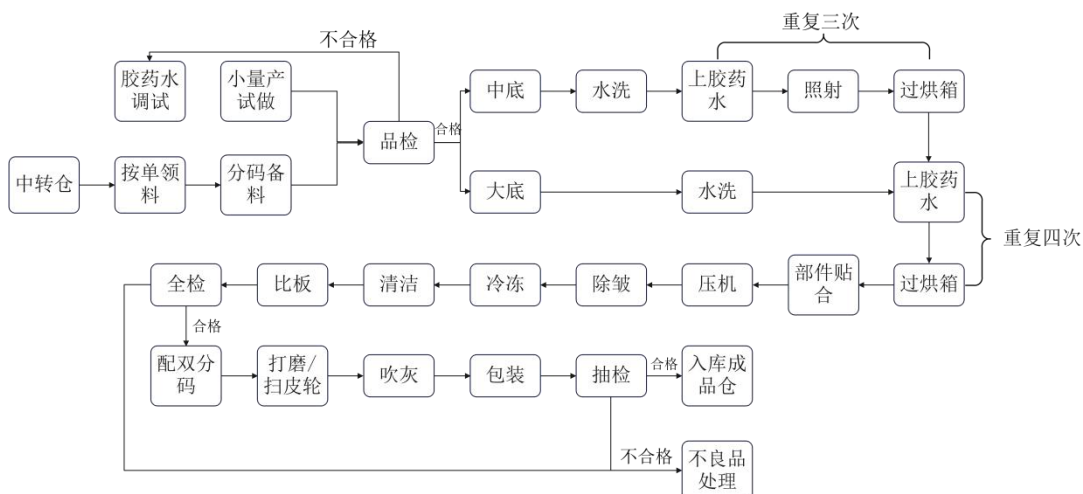 重复三次
不合格
胶药水
调试
小量产
试做
中底
水洗
上胶药
水
照射
过烘箱
品检
合格
中转仓
按单领
料
分码备
料
大底
水洗
上胶药
水
重复四次
全检
比板
清洁
冷冻
除皱
压机
部件贴
合
过烘箱
合格
配双分
码
打磨/
扫皮轮
吹灰
包装
抽检
合格
入库成
品仓
不合格
不良品
处理